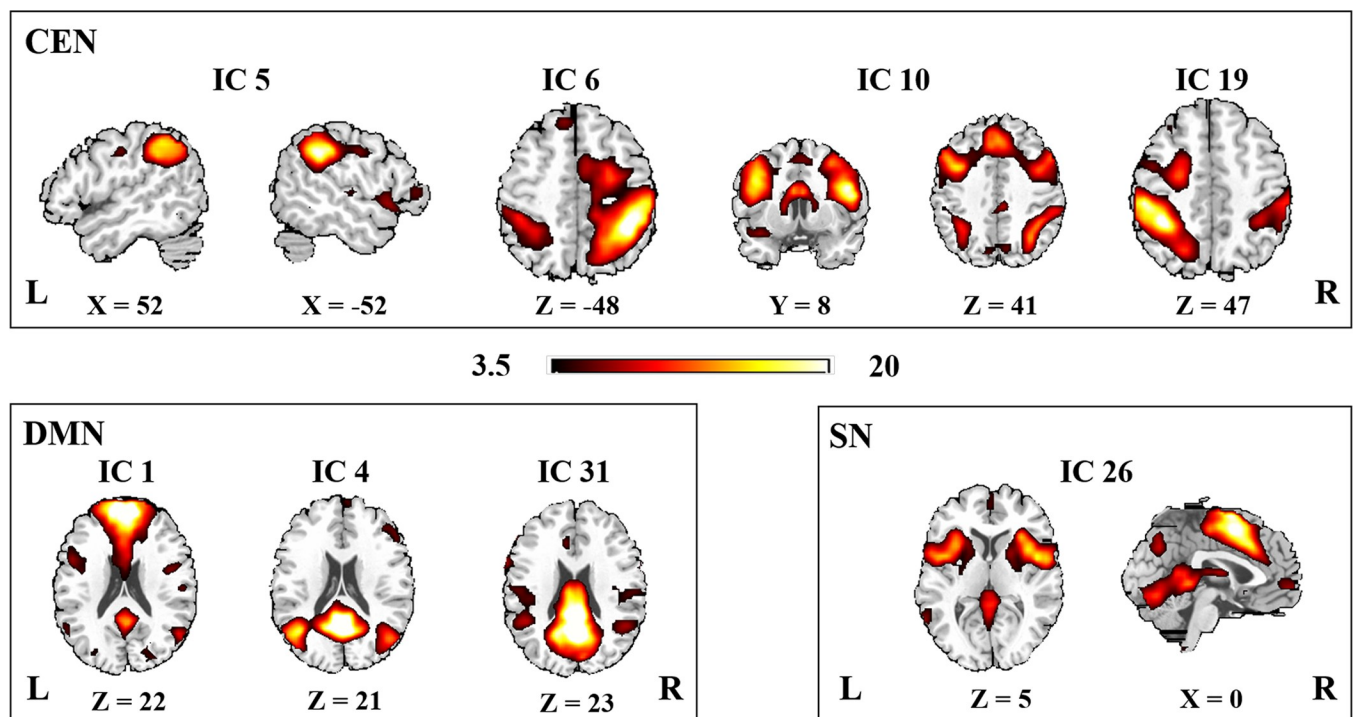 CEN
IC 5 IC 6 IC 10 IC 19
L R
X = 52 X = -52 Z = -48 Y = 8 Z = 41 Z = 47
3.5 20
DMN
IC 1 IC 4 IC 31
L R
Z = 22 Z = 21 Z = 23
SN
IC 26
L R
Z = 5 X = 0